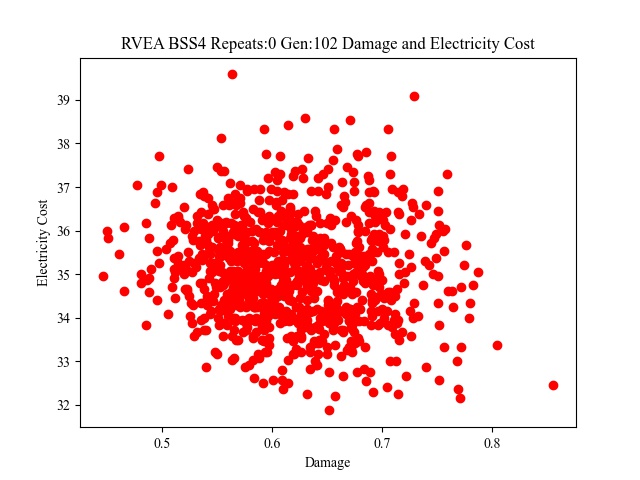 RVEA BSS4 Repeats:0 Gen:102 Damage and Electricity Cost
39
38
37
36
35
34
33
32
Electricity Cost
0.5 0.6 0.7 0.8
Damage